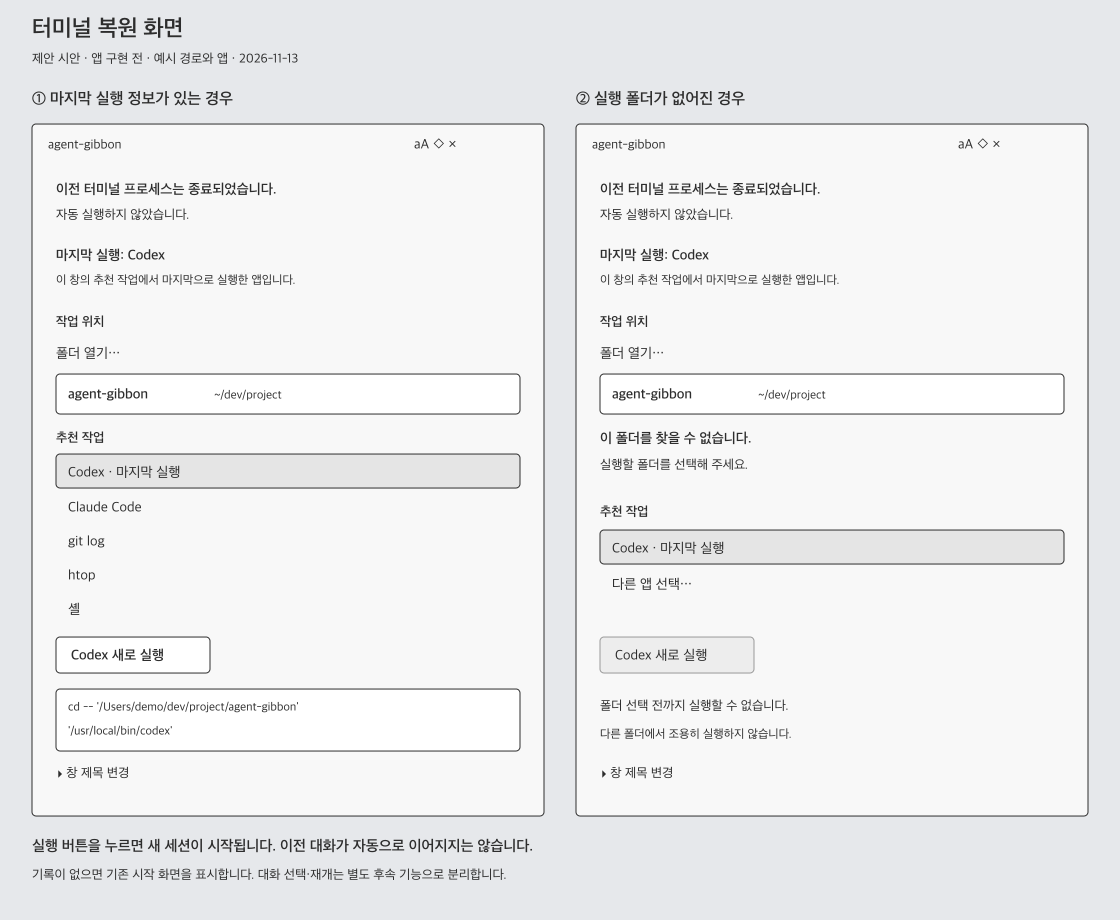 터미널 복원 화면
제안 시안 · 앱 구현 전 · 예시 경로와 앱 · 2026-11-13
① 마지막 실행 정보가 있는 경우
agent-gibbon aA ◇ ×
이전 터미널 프로세스는 종료되었습니다.
자동 실행하지 않았습니다.
마지막 실행: Codex
이 창의 추천 작업에서 마지막으로 실행한 앱입니다.
작업 위치
폴더 열기…
agent-gibbon ~/dev/project
추천 작업
Codex · 마지막 실행
Claude Code
git log
htop
셸
Codex 새로 실행
cd -- '/Users/demo/dev/project/agent-gibbon'
'/usr/local/bin/codex'
▸ 창 제목 변경
② 실행 폴더가 없어진 경우
agent-gibbon aA ◇ ×
이전 터미널 프로세스는 종료되었습니다.
자동 실행하지 않았습니다.
마지막 실행: Codex
이 창의 추천 작업에서 마지막으로 실행한 앱입니다.
작업 위치
폴더 열기…
agent-gibbon ~/dev/project
이 폴더를 찾을 수 없습니다.
실행할 폴더를 선택해 주세요.
추천 작업
Codex · 마지막 실행
다른 앱 선택…
Codex 새로 실행
폴더 선택 전까지 실행할 수 없습니다.
다른 폴더에서 조용히 실행하지 않습니다.
▸ 창 제목 변경
실행 버튼을 누르면 새 세션이 시작됩니다. 이전 대화가 자동으로 이어지지는 않습니다.
기록이 없으면 기존 시작 화면을 표시합니다. 대화 선택·재개는 별도 후속 기능으로 분리합니다.